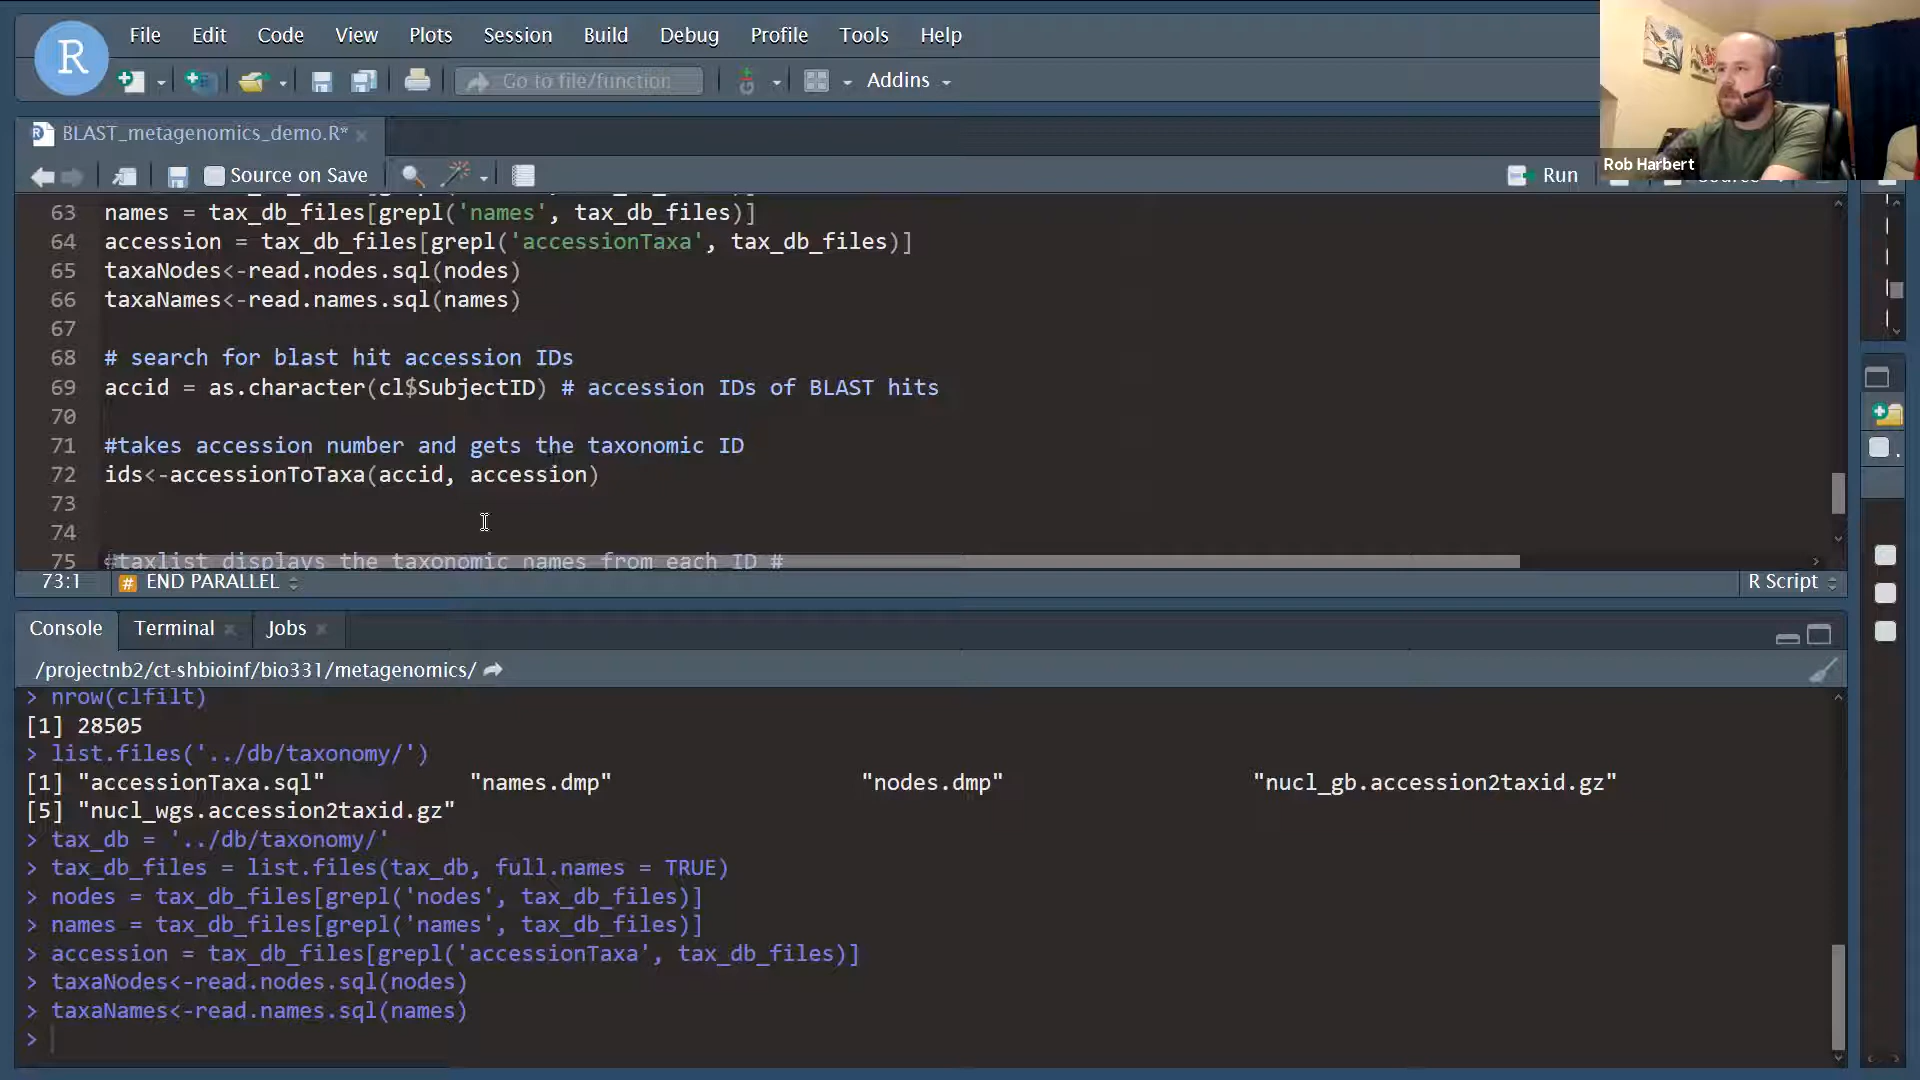 R
File Edit Code View Plots Session Build Debug Profile Tools Help
Go to file/function
Addins
Rob Harbert
BLAST_metagenomics_demo.R*
Source on Save
Run
63 names = tax_db_files[grepl('names', tax_db_files)]
64 accession = tax_db_files[grepl('accessionTaxa', tax_db_files)]
65 taxaNodes<-read.nodes.sql(nodes)
66 taxaNames<-read.names.sql(names)
67
68 # search for blast hit accession IDs
69 accid = as.character(cl$SubjectID) # accession IDs of BLAST hits
70
71 #takes accession number and gets the taxonomic ID
72 ids<-accessionToTaxa(accid, accession)
73
74
75 #taxlist displays the taxonomic names from each ID #
73:1 # END PARALLEL R Script
Console Terminal Jobs
/projectnb2/ct-shbioinf/bio331/metagenomics/
> nrow(clfilt)
[1] 28505
> list.files('../db/taxonomy/')
[1] "accessionTaxa.sql" "names.dmp" "nodes.dmp" "nucl_gb.accession2taxid.gz"
[5] "nucl_wgs.accession2taxid.gz"
> tax_db = '../db/taxonomy/'
> tax_db_files = list.files(tax_db, full.names = TRUE)
> nodes = tax_db_files[grepl('nodes', tax_db_files)]
> names = tax_db_files[grepl('names', tax_db_files)]
> accession = tax_db_files[grepl('accessionTaxa', tax_db_files)]
> taxaNodes<-read.nodes.sql(nodes)
> taxaNames<-read.names.sql(names)
>